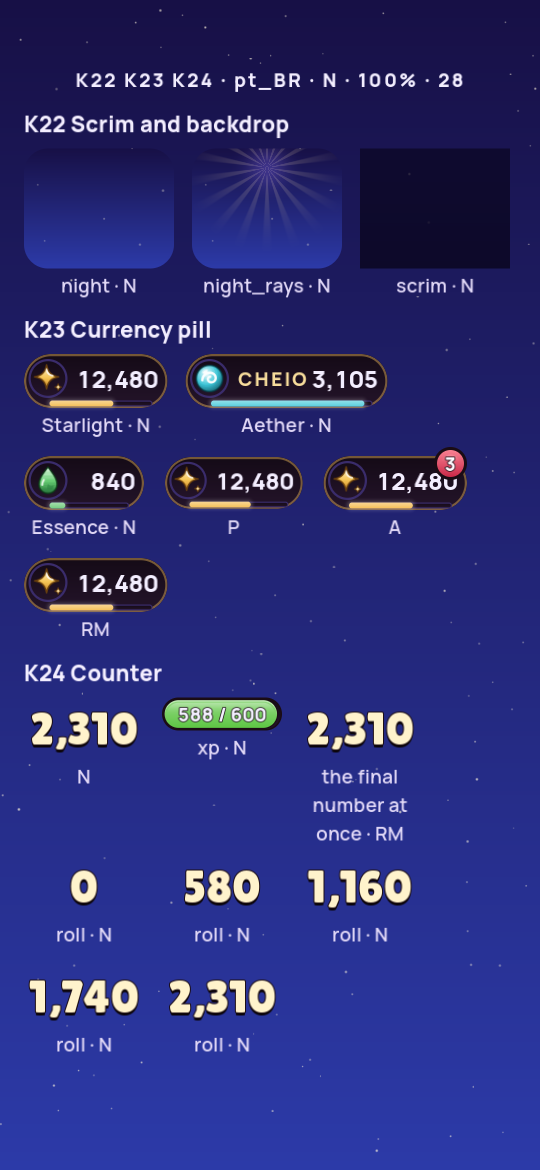 K22 K23 K24 · pt_BR · N · 100% · 28
K22 Scrim and backdrop
night · N
night_rays · N
scrim · N
K23 Currency pill
12,480
CHEIO 3,105
Starlight · N
Aether · N
840
12,480
12,480
3
Essence · N
P
A
12,480
RM
K24 Counter
2,310
588 / 600
2,310
N
xp · N
the final
number at
once · RM
0
580
1,160
roll · N
roll · N
roll · N
1,740
2,310
roll · N
roll · N